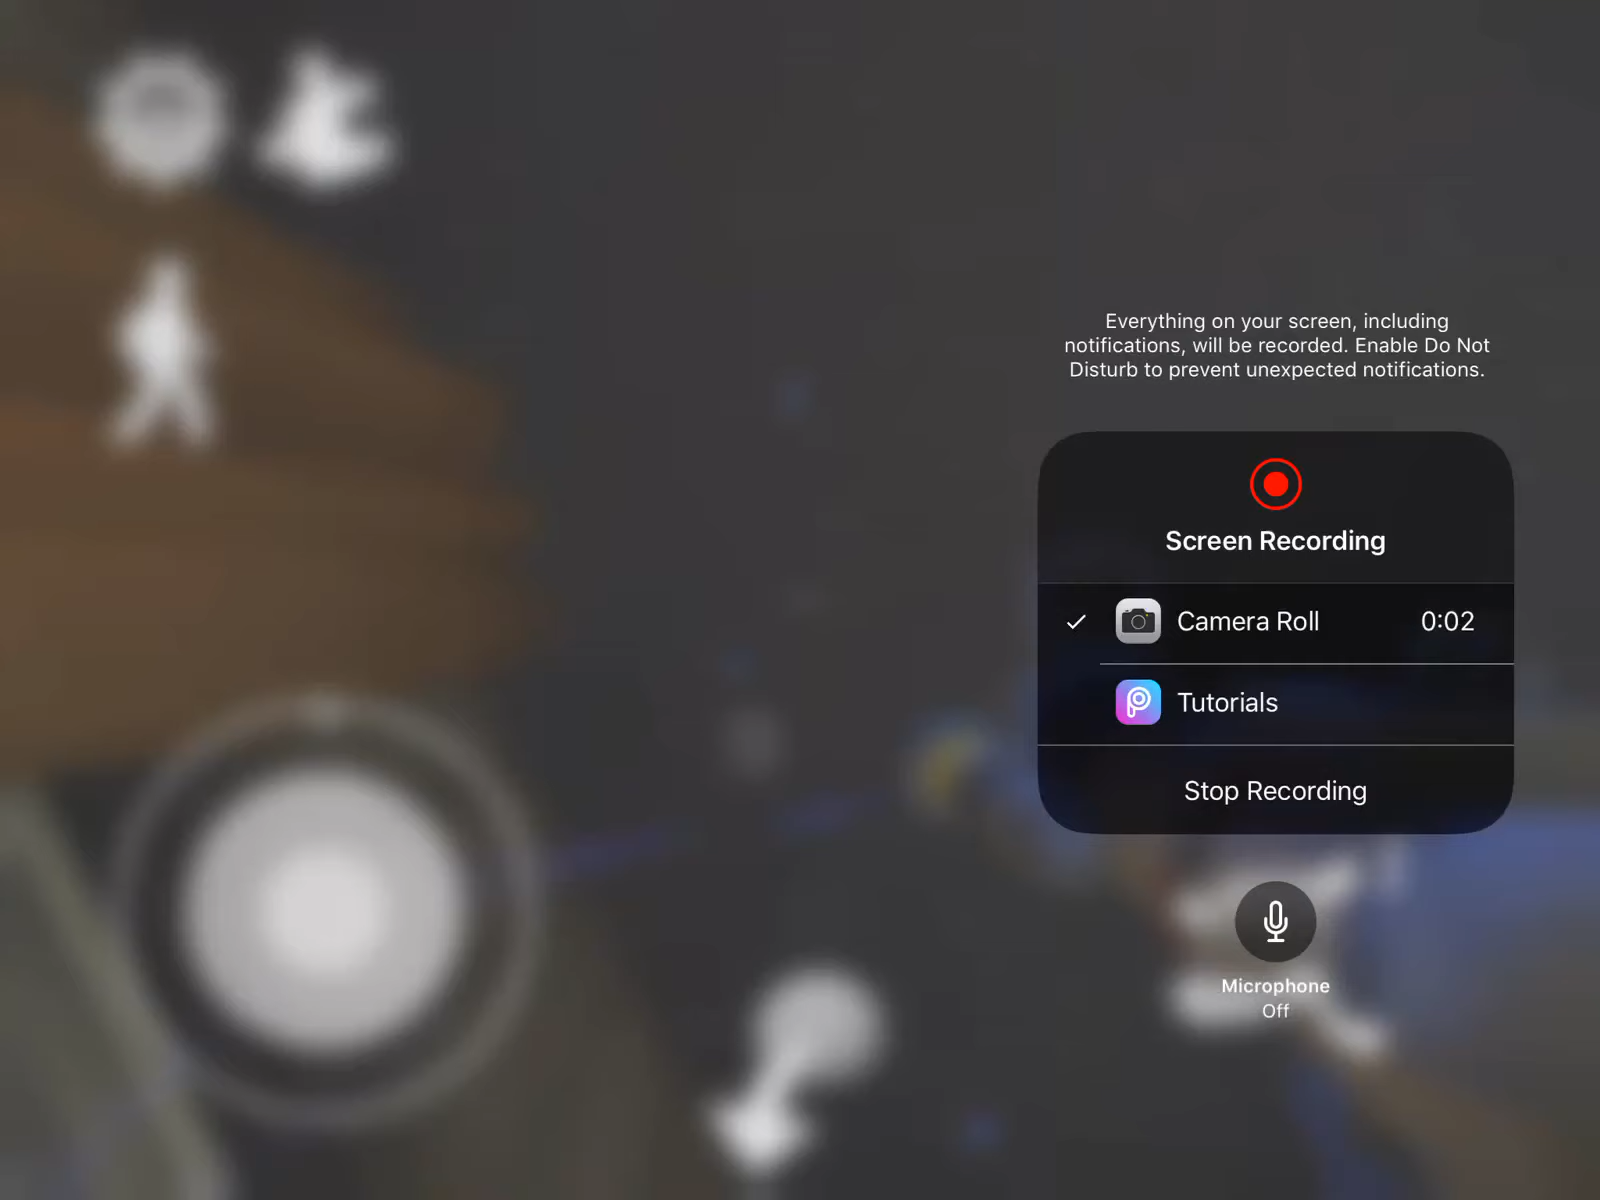 Everything on your screen, including
notifications, will be recorded. Enable Do Not
Disturb to prevent unexpected notifications.
Screen Recording
Camera Roll 0:02
Tutorials
Stop Recording
Microphone
Off